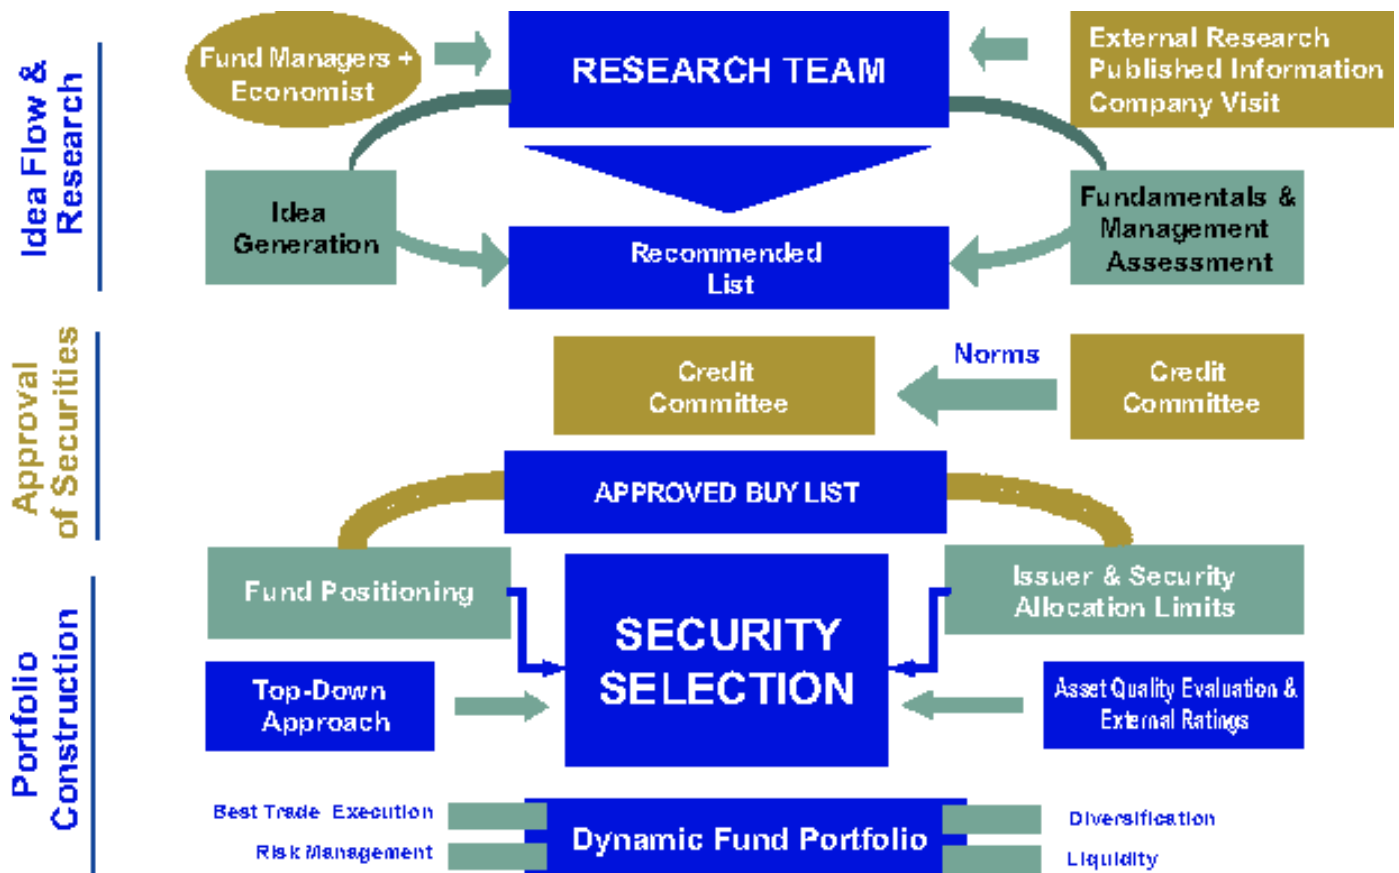 Idea Flow &
Research
Fund Managers +
Economist
RESEARCH TEAM
External Research
Published Information
Company Visit
Idea
Generation
Recommended
List
Fundamentals &
Management
Assessment
Approval
of Securities
Credit
Committee
Norms
Credit
Committee
APPROVED BUY LIST
Portfolio
Construction
Fund Positioning
SECURITY
SELECTION
Issuer & Security
Allocation Limits
Top-Down
Approach
Asset Quality Evaluation &
External Ratings
Best Trade Execution
Risk Management
Dynamic Fund Portfolio
Diversification
Liquidity